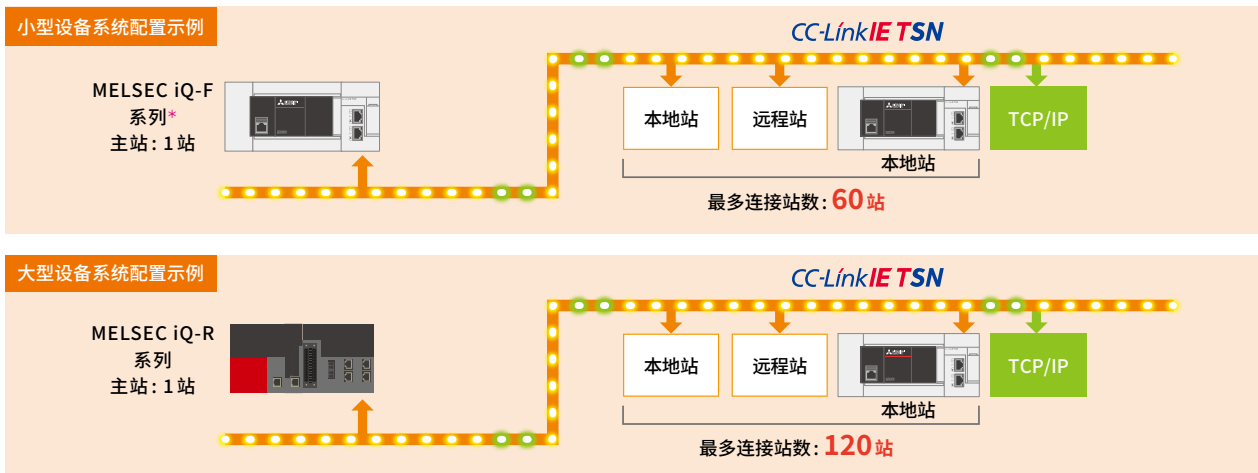 小型设备系统配置示例
CC-Link IE TSN
MELSEC iQ-F
系列*
主站: 1站
本地站
远程站
TCP/IP
本地站
最多连接站数: 60站
大型设备系统配置示例
CC-Link IE TSN
MELSEC iQ-R
系列
主站: 1站
本地站
远程站
TCP/IP
本地站
最多连接站数: 120站